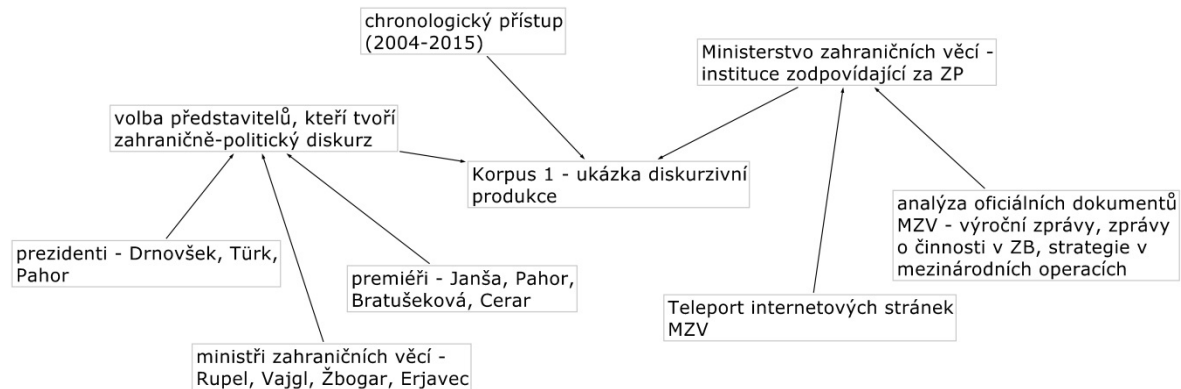 chronologický přístup
(2004-2015)
Ministerstvo zahraničních věcí -
instituce zodpovídající za ZP
volba představitelů, kteří tvoří
zahraničně-politický diskurz
Korpus 1 - ukázka diskurzivní
produkce
analýza oficiálních dokumentů
MZV - výroční zprávy, zprávy
o činnosti v ZB, strategie v
mezinárodních operacích
prezidenti - Drnovšek, Türk,
Pahor
premiéři - Janša, Pahor,
Bratušeková, Cerar
Teleport internetových stránek
MZV
ministři zahraničních věcí -
Rupel, Vajgl, Žbogar, Erjavec